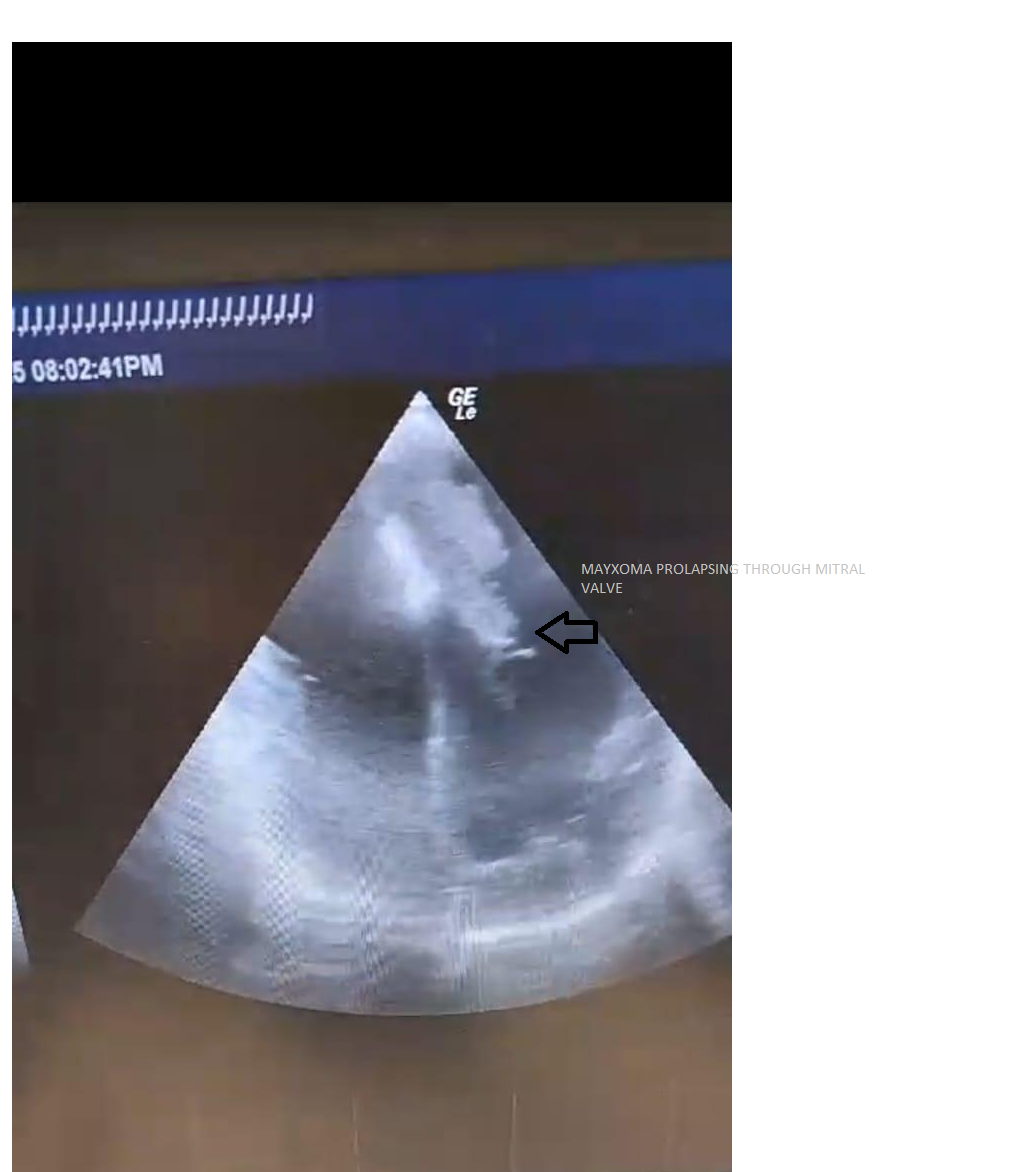 5 08:02:41PM
GE
Le
MAYXOMA PROLAPSING THROUGH MITRAL
VALVE